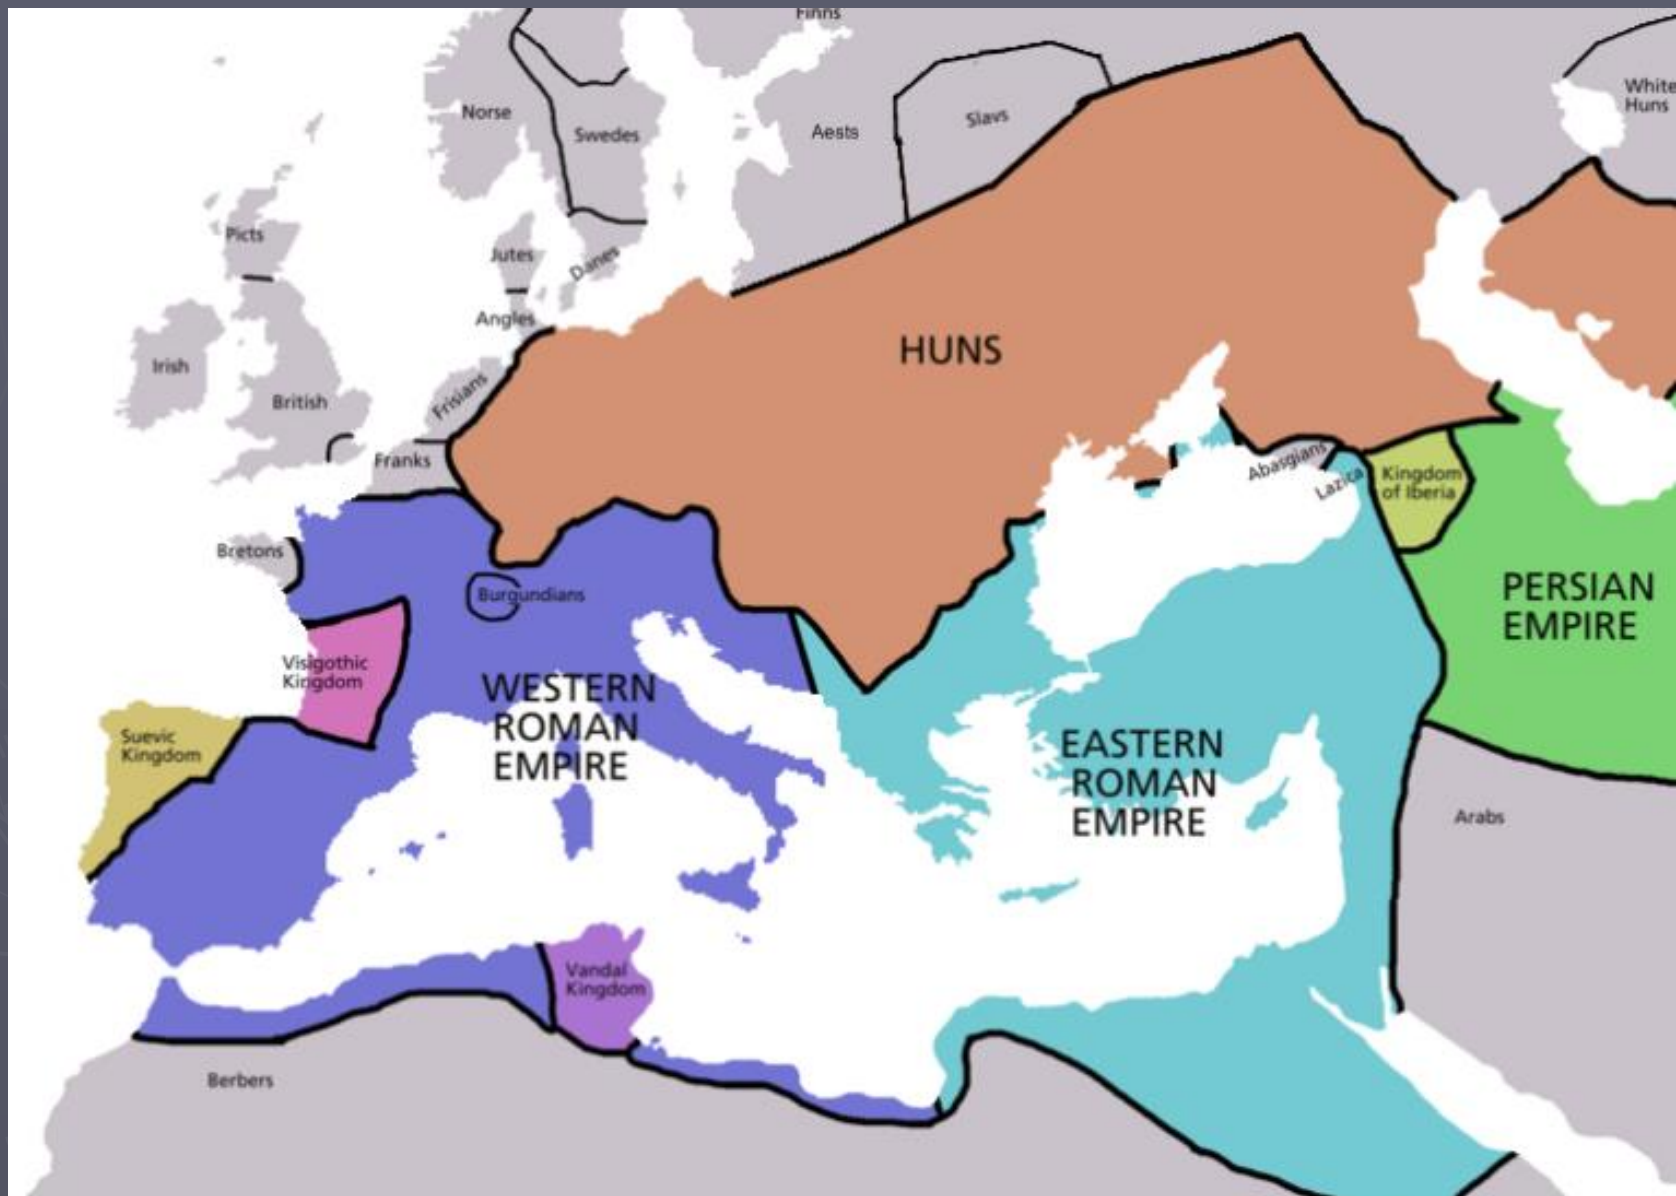 Finns
White
Huns
Norse
Swedes
Aests
Slavs
Picts
Jutes
Danes
Angles
Irish
British
Frisians
Franks
HUNS
Abasgians
Lazica
Kingdom
of Iberia
Bretons
Burgundians
PERSIAN
EMPIRE
Visigothic
Kingdom
WESTERN
ROMAN
EMPIRE
Suevic
Kingdom
EASTERN
ROMAN
EMPIRE
Arabs
Vandal
Kingdom
Berbers